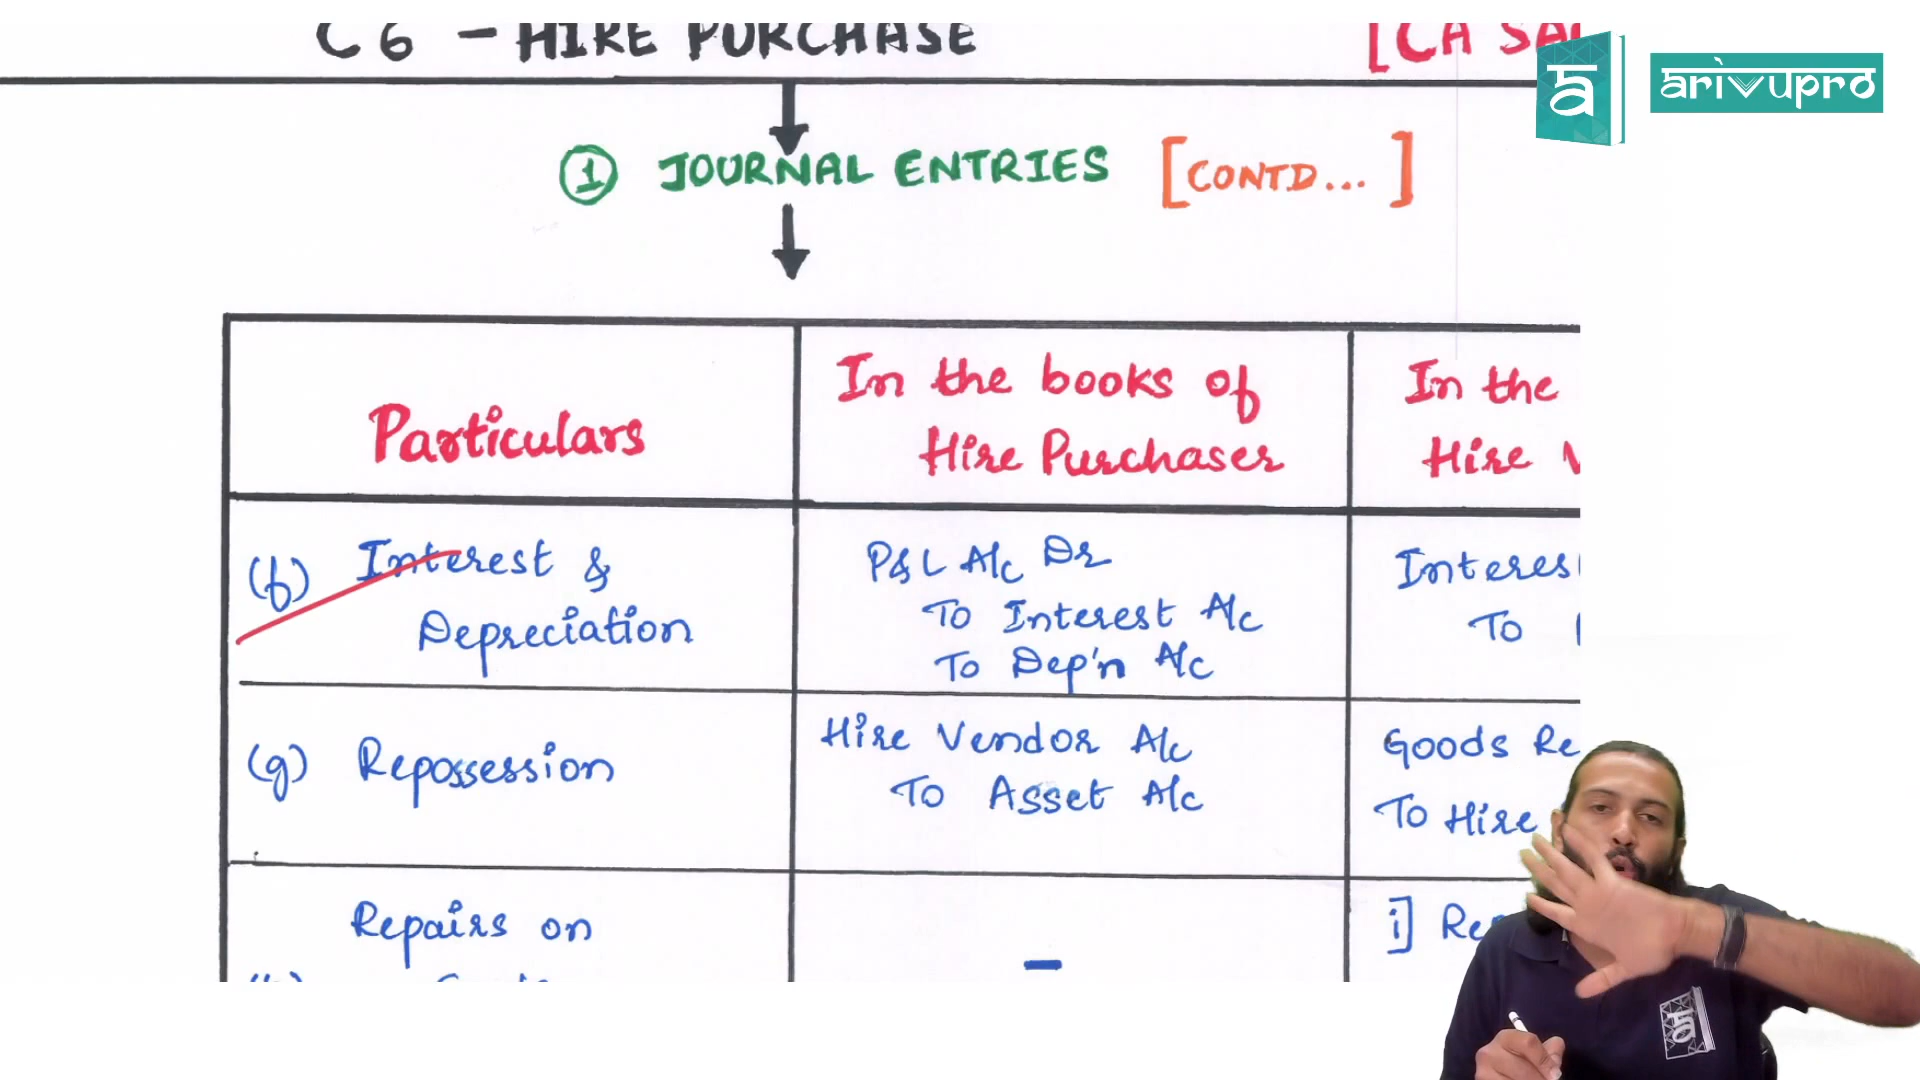 C6 - HIRE PURCHASE
[CA
arivupro
1 JOURNAL ENTRIES [CONTD...]
Particulars
In the books of
Hire Purchaser
In the
Hire
(f) Interest &
Depreciation
P&L A/c Dr
To Interest A/c
To Dep'n A/c
Interes
To
(g) Repossession
Hire Vendor A/c
To Asset A/c
Goods Re
To Hire
Repairs on
-
i] Re